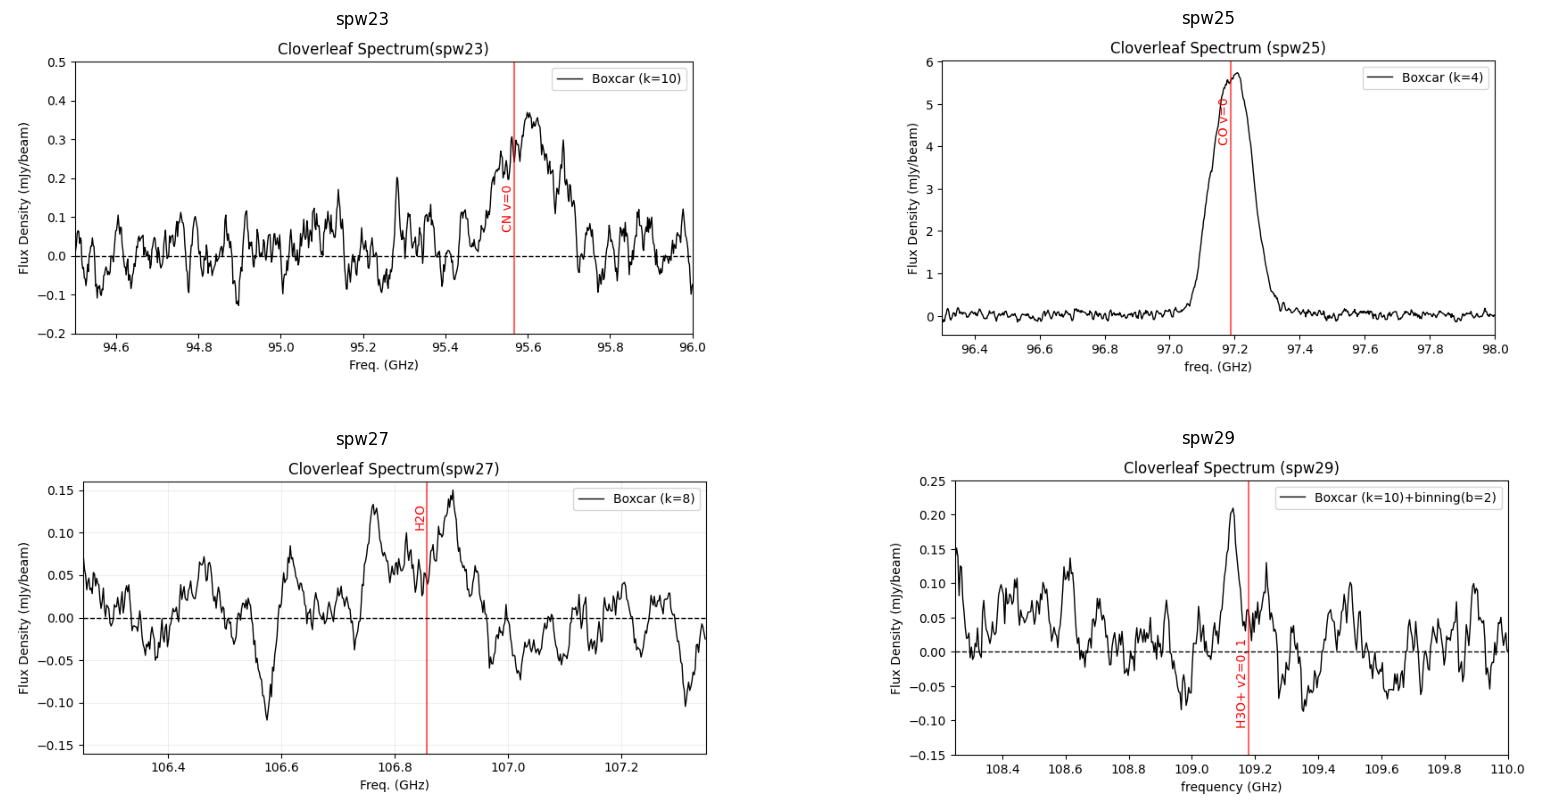 spw23
Cloverleaf Spectrum(spw23)
Boxcar (k=10)
Flux Density (mJy/beam)
0.5
0.4
0.3
0.2
0.1
0.0
−0.1
−0.2
CN v=0
94.6 94.8 95.0 95.2 95.4 95.6 95.8 96.0
Freq. (GHz)
spw25
Cloverleaf Spectrum (spw25)
Boxcar (k=4)
Flux Density (mJy/beam)
6
5
4
3
2
1
0
CO v=0
96.4 96.6 96.8 97.0 97.2 97.4 97.6 97.8 98.0
freq. (GHz)
spw27
Cloverleaf Spectrum(spw27)
Boxcar (k=8)
Flux Density (mJy/beam)
0.15
0.10
0.05
0.00
−0.05
−0.10
−0.15
H2O
106.4 106.6 106.8 107.0 107.2
Freq. (GHz)
spw29
Cloverleaf Spectrum (spw29)
Boxcar (k=10)+binning(b=2)
Flux Density (mJy/beam)
0.25
0.20
0.15
0.10
0.05
0.00
−0.05
−0.10
−0.15
H3O+ v2=0, 1
108.4 108.6 108.8 109.0 109.2 109.4 109.6 109.8 110.0
frequency (GHz)